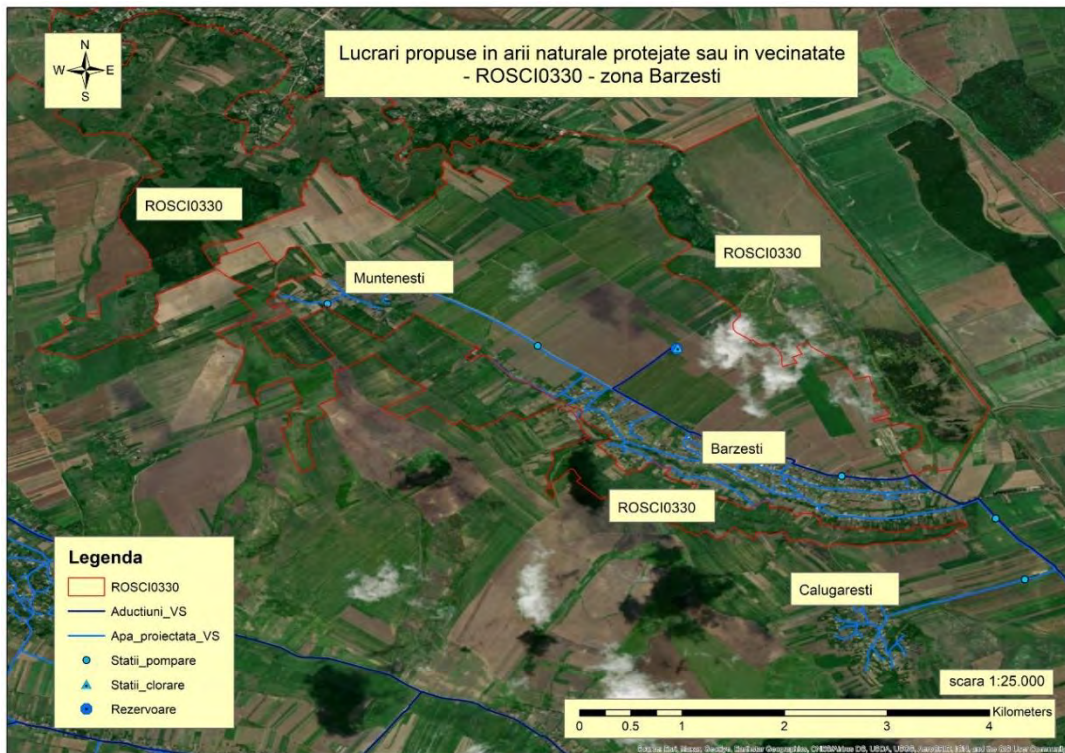 N
W E
S
Lucrari propuse in arii naturale protejate sau in vecinatate
- ROSCI0330 - zona Barzesti
ROSCI0330
Muntenesti
ROSCI0330
Barzesti
ROSCI0330
Calugaresti
Legenda
ROSCI0330
Aductiuni_VS
Apa_proiectata_VS
Statii_pompare
Statii_clorare
Rezervoare
scara 1:25.000
Kilometers
0 0.5 1 2 3 4